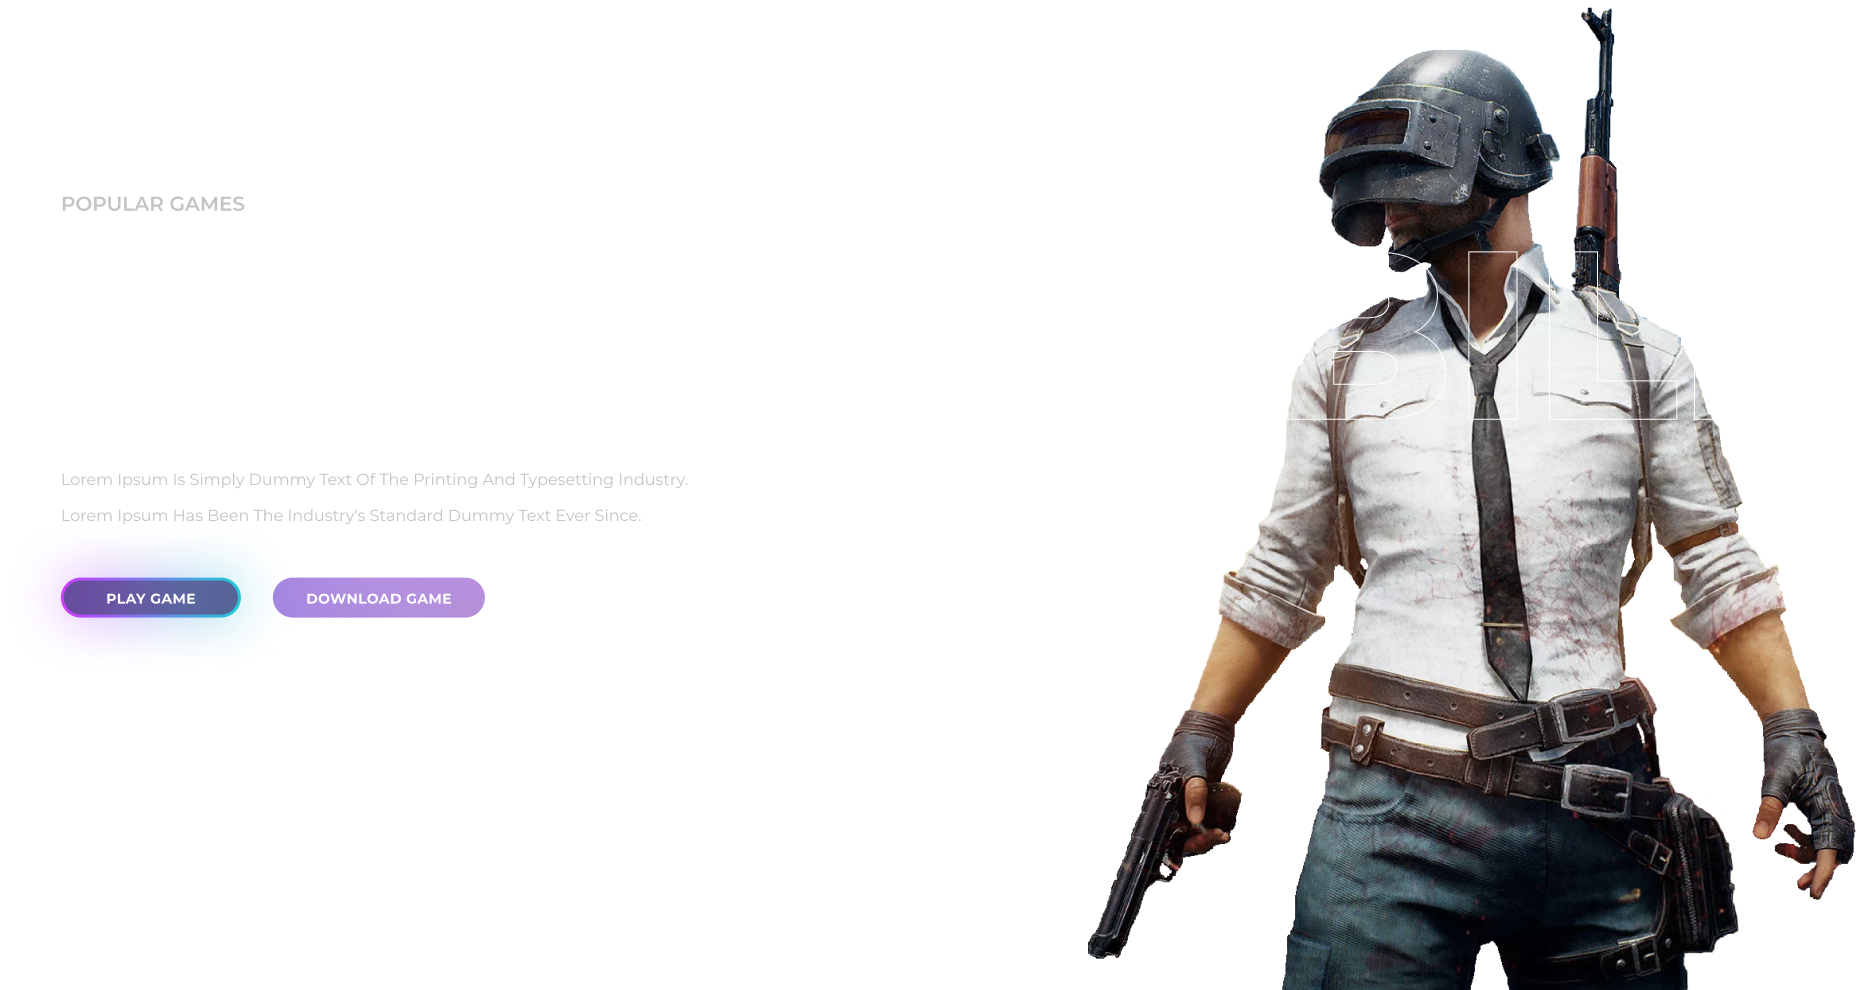 POPULAR GAMES
BIL
Lorem Ipsum Is Simply Dummy Text Of The Printing And Typesetting Industry.
Lorem Ipsum Has Been The Industry's Standard Dummy Text Ever Since.
PLAY GAME
DOWNLOAD GAME